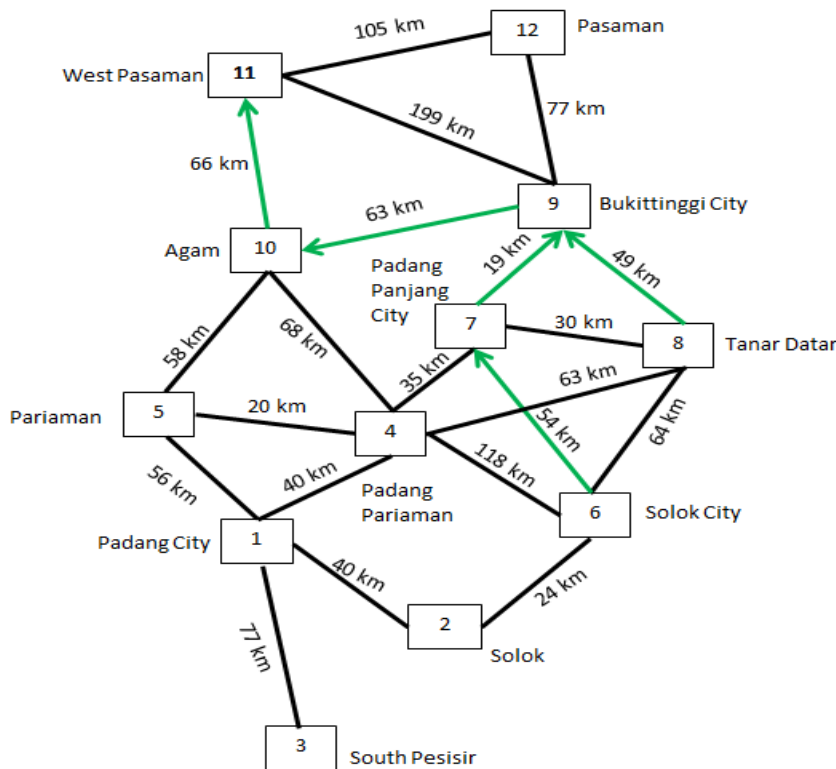 105 km
12
Pasaman
West Pasaman
11
199 km
77 km
66 km
63 km
9
Bukittinggi City
Agam
10
Padang
Panjang
City
19 km
49 km
7
30 km
8
Tanar Datar
58 km
68 km
35 km
63 km
Pariaman
5
20 km
4
54 km
64 km
56 km
40 km
118 km
Padang
Pariaman
6
Solok City
Padang City
1
40 km
24 km
2
Solok
77 km
3
South Pesisir